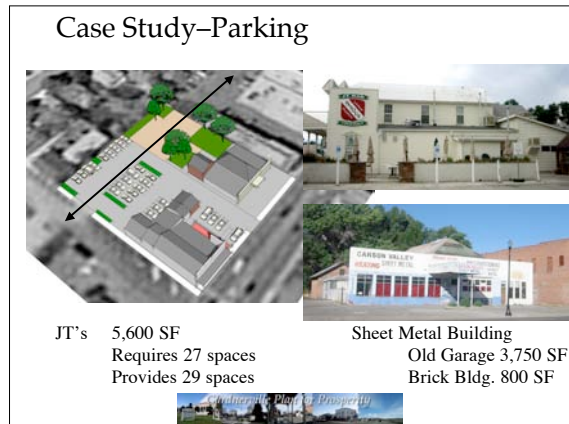 Case Study–Parking
CARSON VALLEY
SHEET METAL
JT's 5,600 SF
Requires 27 spaces
Provides 29 spaces
Sheet Metal Building
Old Garage 3,750 SF
Brick Bldg. 800 SF
Gardnerville Plan for Prosperity